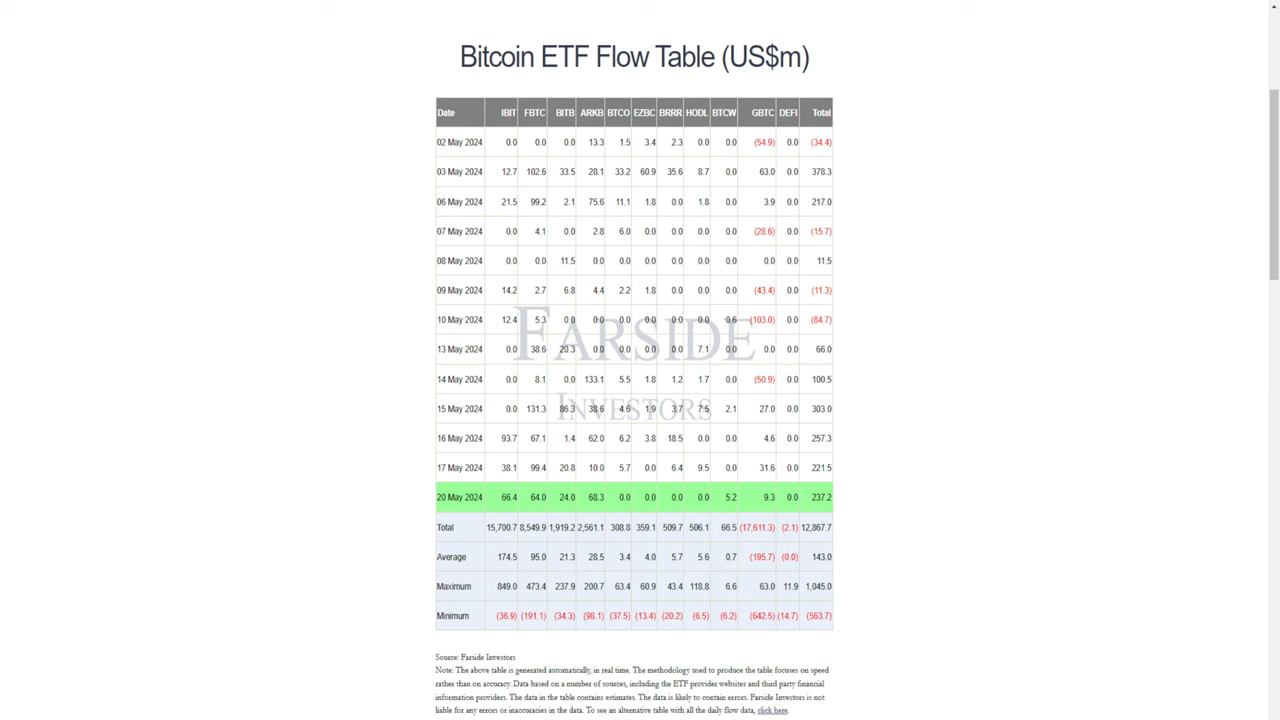 Bitcoin ETF Flow Table (US$m)
Date IBIT FBTC BITB ARKB BTCO EZBC BRRR HODL BTCW GBTC DEFI Total
02 May 2024 0.0 0.0 0.0 13.3 1.5 3.4 2.3 0.0 0.0 (54.9) 0.0 (34.4)
03 May 2024 12.7 102.6 33.5 28.1 33.2 60.9 35.6 8.7 0.0 63.0 0.0 378.3
06 May 2024 21.5 99.2 2.1 75.6 11.1 1.8 0.0 1.8 0.0 3.9 0.0 217.0
07 May 2024 0.0 4.1 0.0 2.8 6.0 0.0 0.0 0.0 0.0 (28.6) 0.0 (15.7)
08 May 2024 0.0 0.0 11.5 0.0 0.0 0.0 0.0 0.0 0.0 0.0 0.0 11.5
09 May 2024 14.2 2.7 6.8 4.4 2.2 1.8 0.0 0.0 0.0 (43.4) 0.0 (11.3)
10 May 2024 12.4 5.3 0.0 0.0 0.0 0.0 0.0 0.0 0.6 (103.0) 0.0 (84.7)
13 May 2024 0.0 38.6 20.3 0.0 0.0 0.0 0.0 7.1 0.0 0.0 0.0 66.0
FARSIDE
14 May 2024 0.0 8.1 0.0 133.1 5.5 1.8 1.2 1.7 0.0 (50.9) 0.0 100.5
15 May 2024 0.0 131.3 86.3 38.6 4.6 1.9 3.7 7.5 2.1 27.0 0.0 303.0
INVESTORS
16 May 2024 93.7 67.1 1.4 62.0 6.2 3.8 18.5 0.0 0.0 4.6 0.0 257.3
17 May 2024 38.1 99.4 20.8 10.0 5.7 0.0 6.4 9.5 0.0 31.6 0.0 221.5
20 May 2024 66.4 64.0 24.0 68.3 0.0 0.0 0.0 0.0 5.2 9.3 0.0 237.2
Total 15,700.7 8,549.9 1,919.2 2,561.1 308.8 359.1 509.7 506.1 66.5 (17,611.3) (2.1) 12,867.7
Average 174.5 95.0 21.3 28.5 3.4 4.0 5.7 5.6 0.7 (195.7) (0.0) 143.0
Maximum 849.0 473.4 237.9 200.7 63.4 60.9 43.4 118.8 6.6 63.0 11.9 1,045.0
Minimum (36.9) (191.1) (34.3) (98.1) (37.5) (13.4) (20.2) (6.5) (6.2) (642.5) (14.7) (563.7)
Source: Farside Investors
Note: The above table is generated automatically, in real time. The methodology used to produce the table focuses on speed
rather than on accuracy. Data based on a number of sources, including the ETF provider websites and third party financial
information providers. The data in the table contains estimates. The data is likely to contain errors. Farside Investors is not
liable for any errors or inaccuracies in the data. To see an alternative table with all the daily flow data, click here.